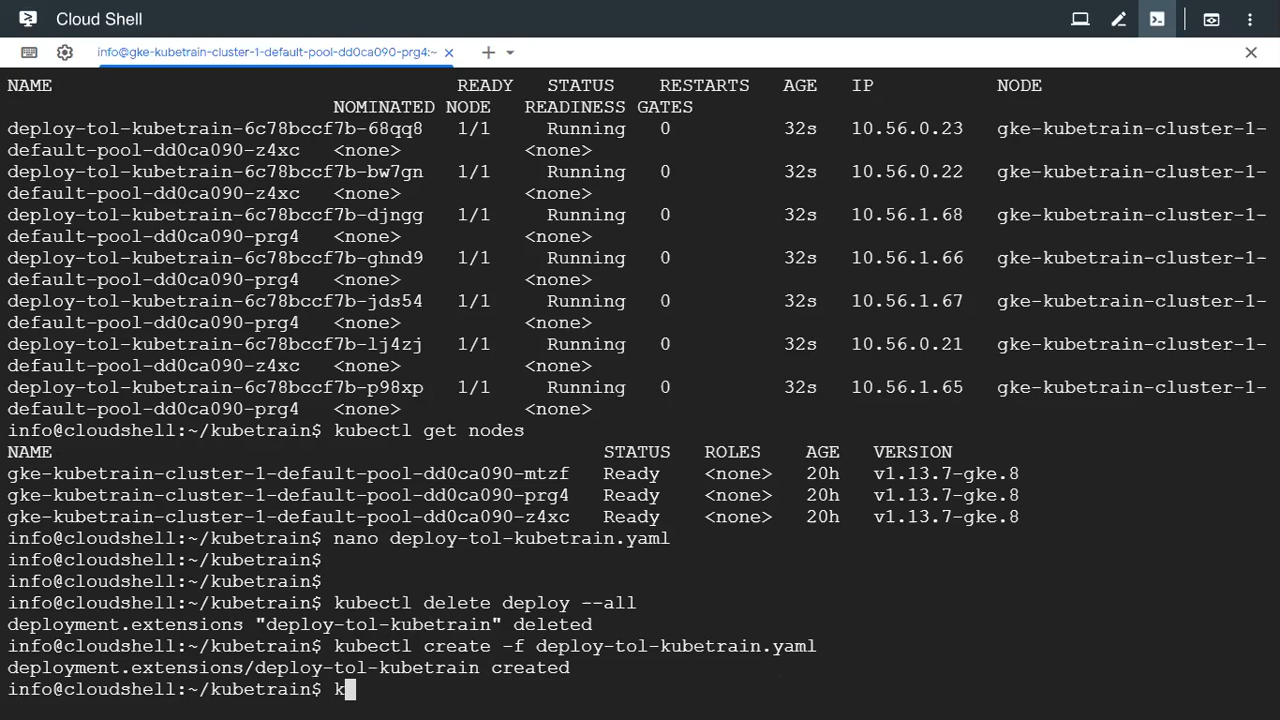 Cloud Shell
info@gke-kubetrain-cluster-1-default-pool-dd0ca090-prg4:~
NAME READY STATUS RESTARTS AGE IP NODE
NOMINATED NODE READINESS GATES
deploy-tol-kubetrain-6c78bccf7b-68qq8 1/1 Running 0 32s 10.56.0.23 gke-kubetrain-cluster-1-
default-pool-dd0ca090-z4xc <none> <none>
deploy-tol-kubetrain-6c78bccf7b-bw7gn 1/1 Running 0 32s 10.56.0.22 gke-kubetrain-cluster-1-
default-pool-dd0ca090-z4xc <none> <none>
deploy-tol-kubetrain-6c78bccf7b-djngg 1/1 Running 0 32s 10.56.1.68 gke-kubetrain-cluster-1-
default-pool-dd0ca090-prg4 <none> <none>
deploy-tol-kubetrain-6c78bccf7b-ghnd9 1/1 Running 0 32s 10.56.1.66 gke-kubetrain-cluster-1-
default-pool-dd0ca090-prg4 <none> <none>
deploy-tol-kubetrain-6c78bccf7b-jds54 1/1 Running 0 32s 10.56.1.67 gke-kubetrain-cluster-1-
default-pool-dd0ca090-prg4 <none> <none>
deploy-tol-kubetrain-6c78bccf7b-lj4zj 1/1 Running 0 32s 10.56.0.21 gke-kubetrain-cluster-1-
default-pool-dd0ca090-z4xc <none> <none>
deploy-tol-kubetrain-6c78bccf7b-p98xp 1/1 Running 0 32s 10.56.1.65 gke-kubetrain-cluster-1-
default-pool-dd0ca090-prg4 <none> <none>
info@cloudshell:~/kubetrain$ kubectl get nodes
NAME STATUS ROLES AGE VERSION
gke-kubetrain-cluster-1-default-pool-dd0ca090-mtzf Ready <none> 20h v1.13.7-gke.8
gke-kubetrain-cluster-1-default-pool-dd0ca090-prg4 Ready <none> 20h v1.13.7-gke.8
gke-kubetrain-cluster-1-default-pool-dd0ca090-z4xc Ready <none> 20h v1.13.7-gke.8
info@cloudshell:~/kubetrain$ nano deploy-tol-kubetrain.yaml
info@cloudshell:~/kubetrain$
info@cloudshell:~/kubetrain$
info@cloudshell:~/kubetrain$ kubectl delete deploy --all
deployment.extensions "deploy-tol-kubetrain" deleted
info@cloudshell:~/kubetrain$ kubectl create -f deploy-tol-kubetrain.yaml
deployment.extensions/deploy-tol-kubetrain created
info@cloudshell:~/kubetrain$ k